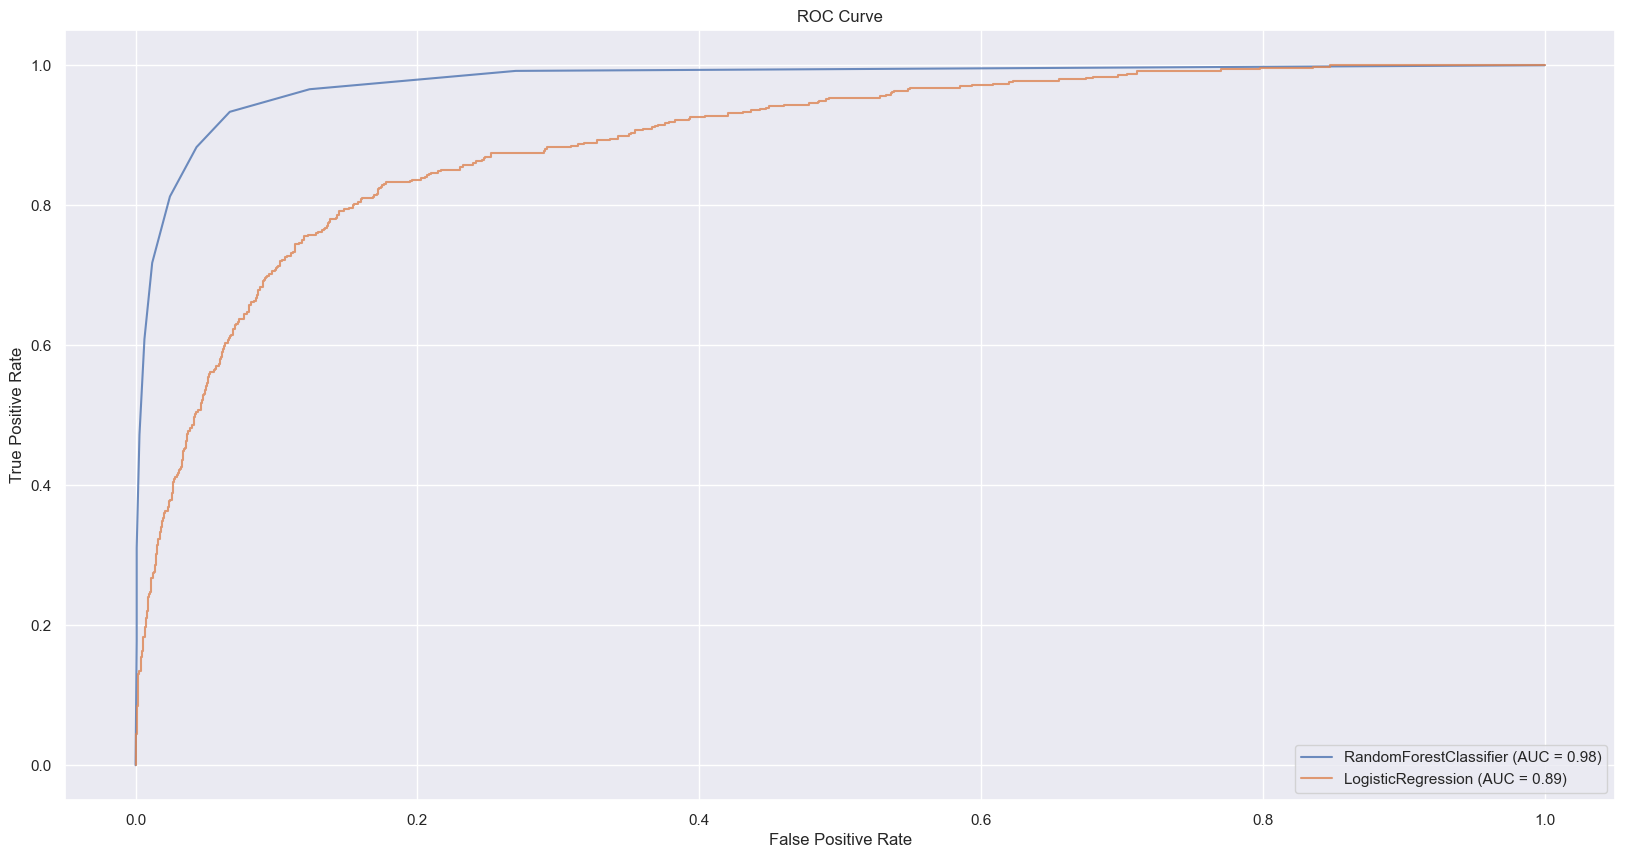 ROC Curve
1.0
0.8
0.6
0.4
0.2
0.0
True Positive Rate
RandomForestClassifier (AUC = 0.98)
LogisticRegression (AUC = 0.89)
0.0 0.2 0.4 0.6 0.8 1.0
False Positive Rate